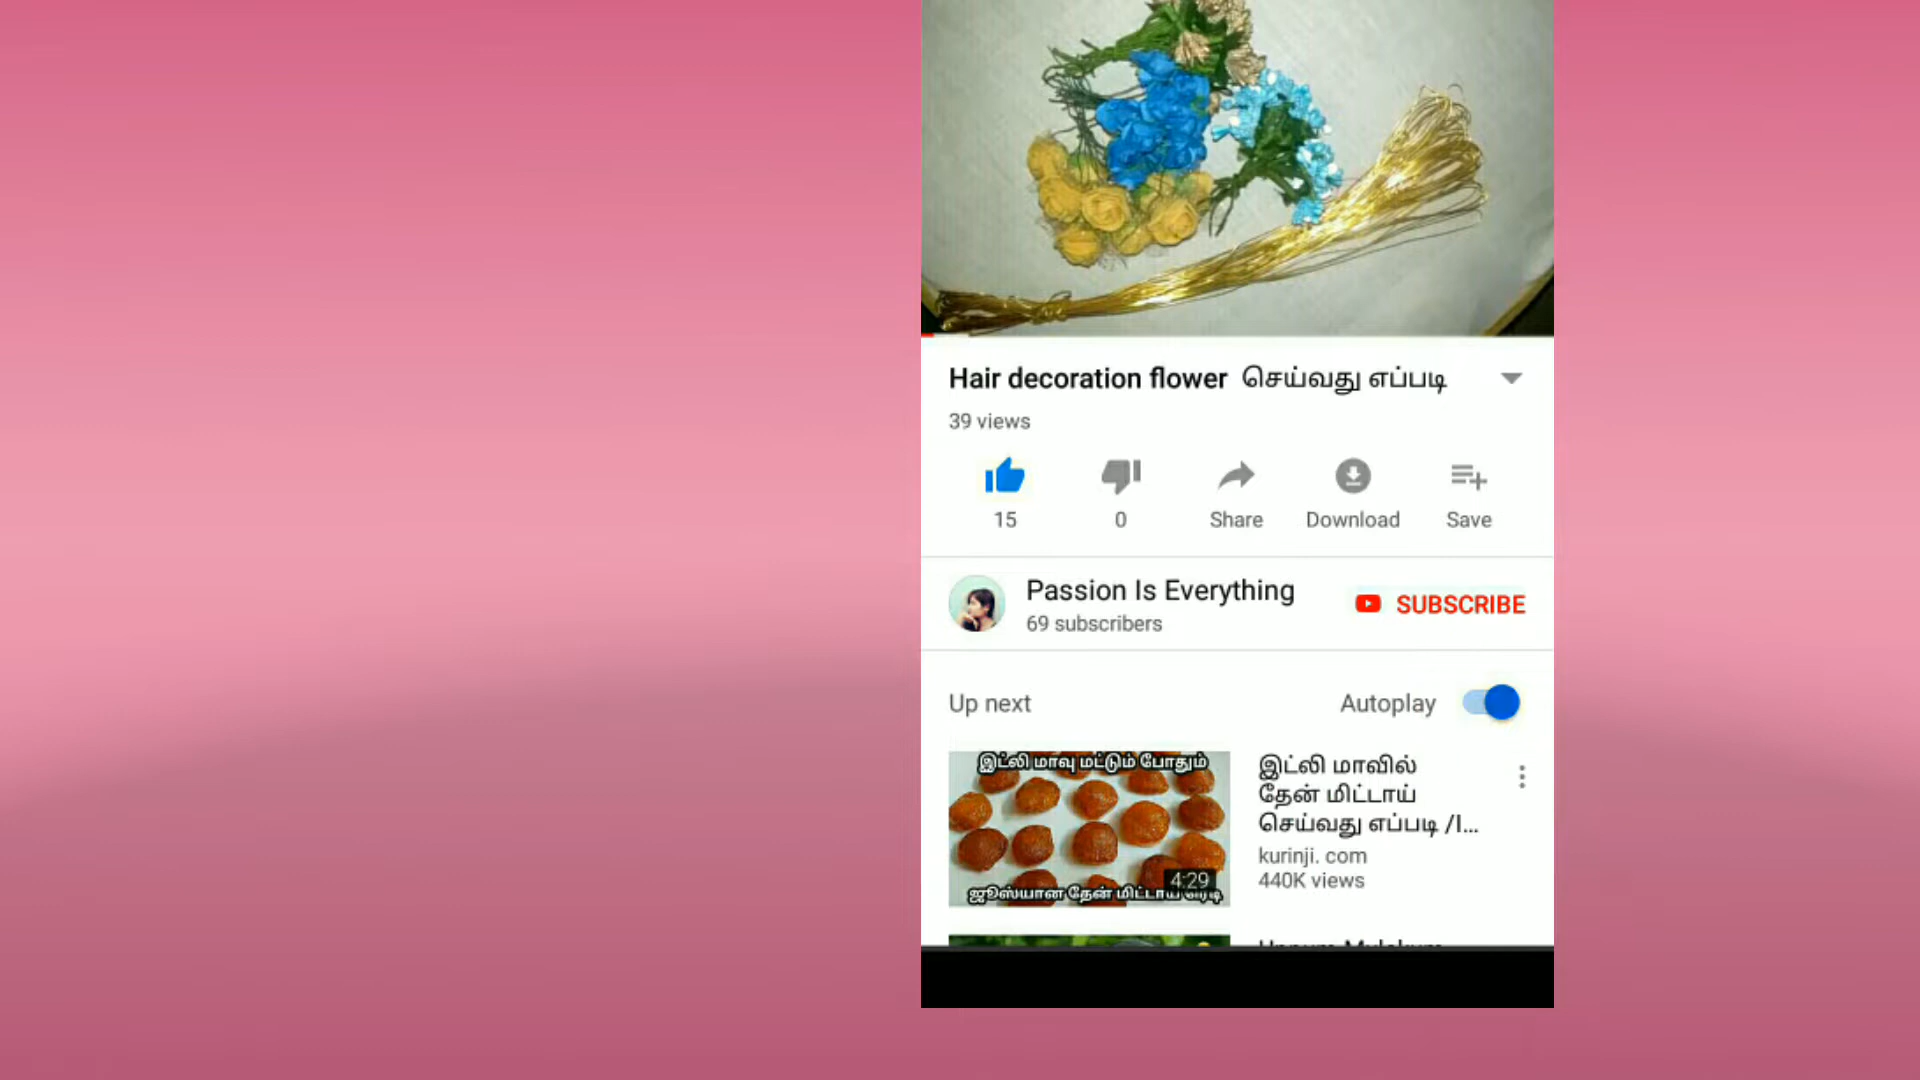 Hair decoration flower செய்வது எப்படி
39 views
15
0
Share
Download
Save
Passion Is Everything
69 subscribers
SUBSCRIBE
Up next
Autoplay
இட்லி மாவு மட்டும் போதும்
4:29
ஜூஸ்யான தேன் மிட்டாய் ரெடி
இட்லி மாவில்
தேன் மிட்டாய்
செய்வது எப்படி /I...
kurinji. com
440K views